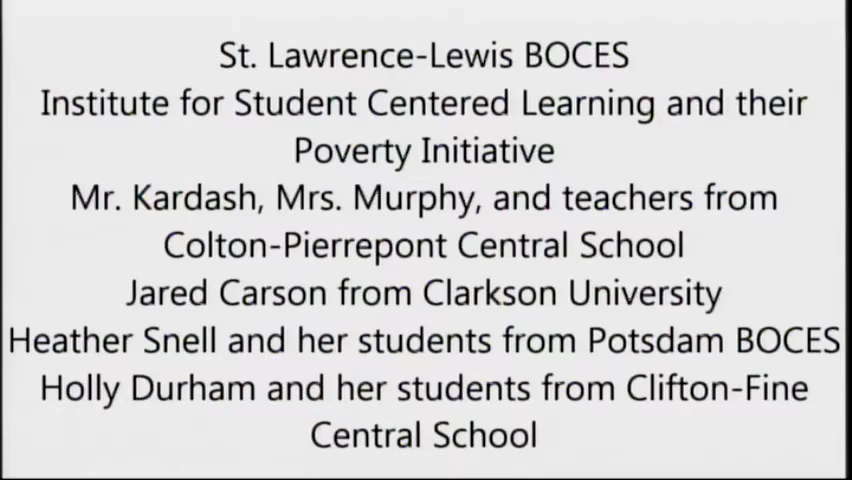 St. Lawrence-Lewis BOCES
Institute for Student Centered Learning and their
Poverty Initiative
Mr. Kardash, Mrs. Murphy, and teachers from
Colton-Pierrepont Central School
Jared Carson from Clarkson University
Heather Snell and her students from Potsdam BOCES
Holly Durham and her students from Clifton-Fine
Central School